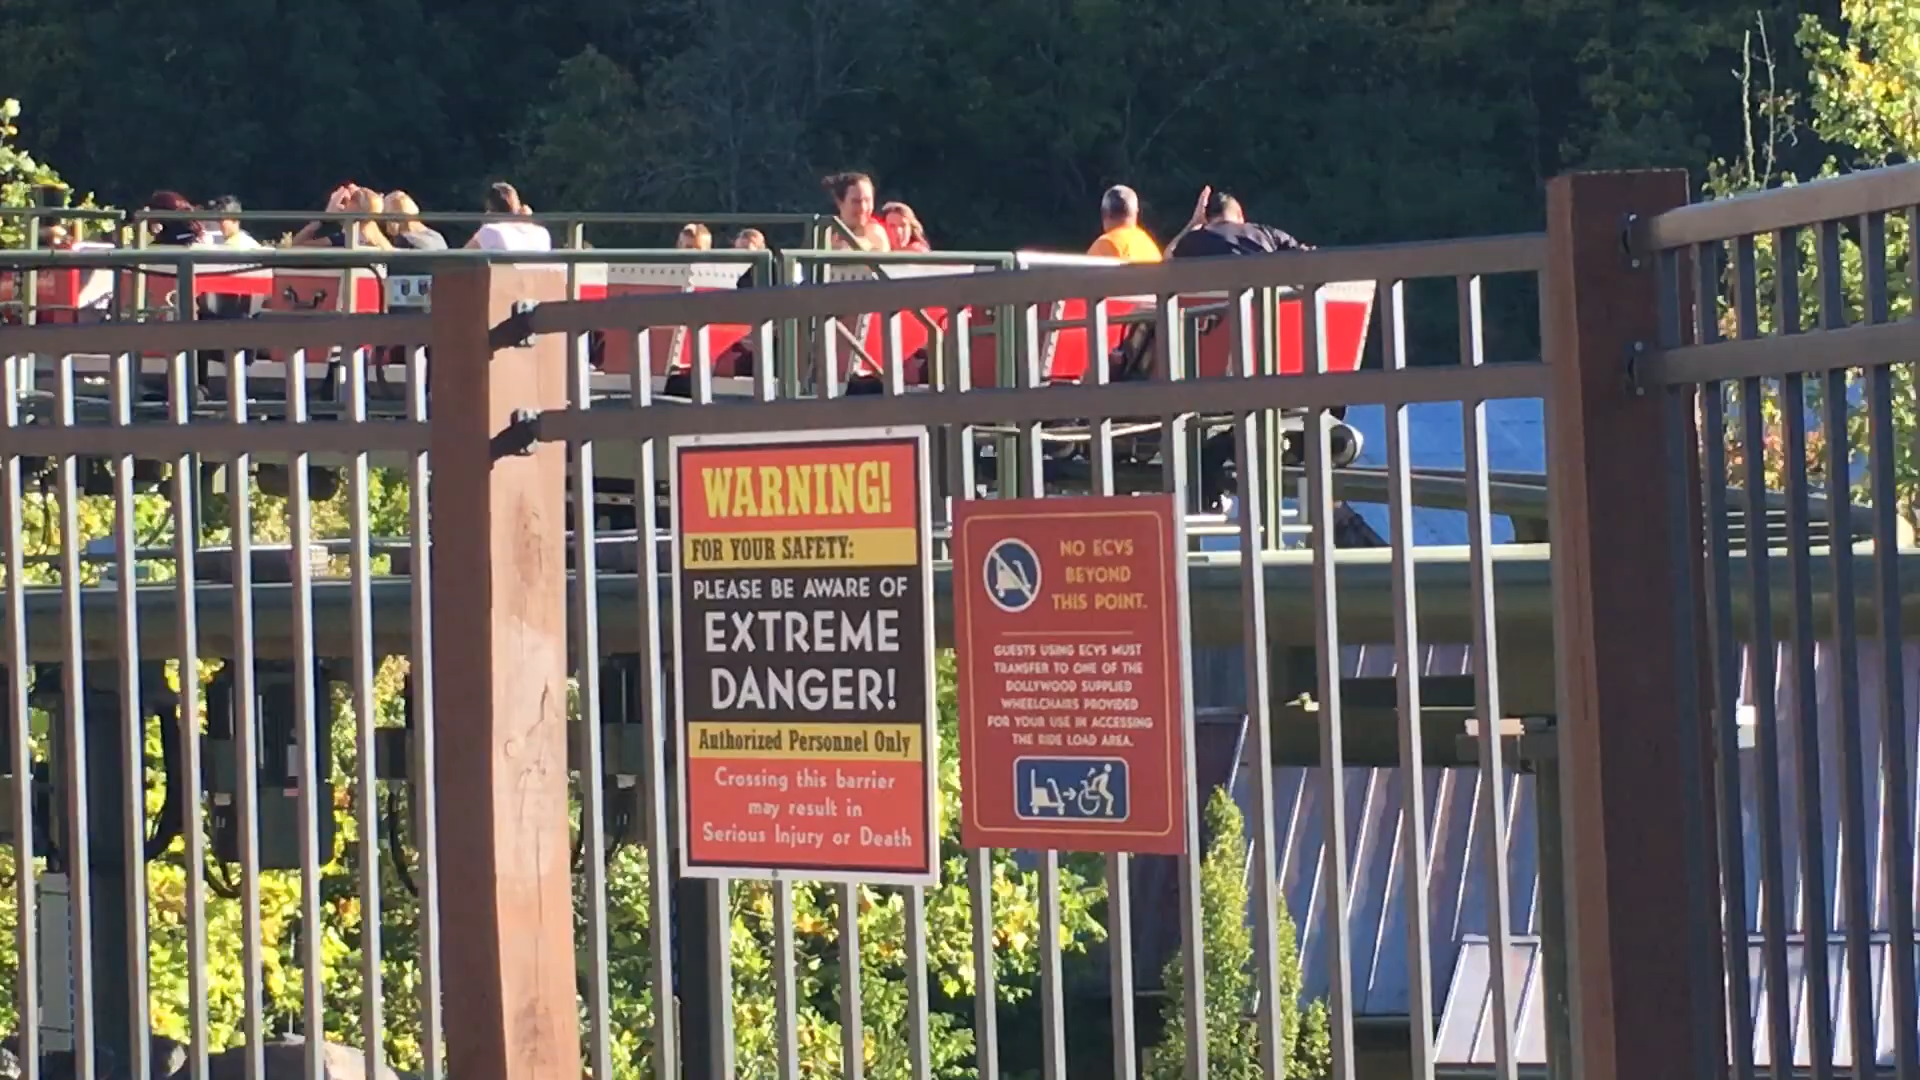 WARNING!
FOR YOUR SAFETY:
PLEASE BE AWARE OF
EXTREME
DANGER!
Authorized Personnel Only
Crossing this barrier
may result in
Serious Injury or Death
NO ECVS
BEYOND
THIS POINT.
GUESTS USING ECVS MUST
TRANSFER TO ONE OF THE
DOLLYWOOD SUPPLIED
WHEELCHAIRS PROVIDED
FOR YOUR USE IN ACCESSING
THE RIDE LOAD AREA.